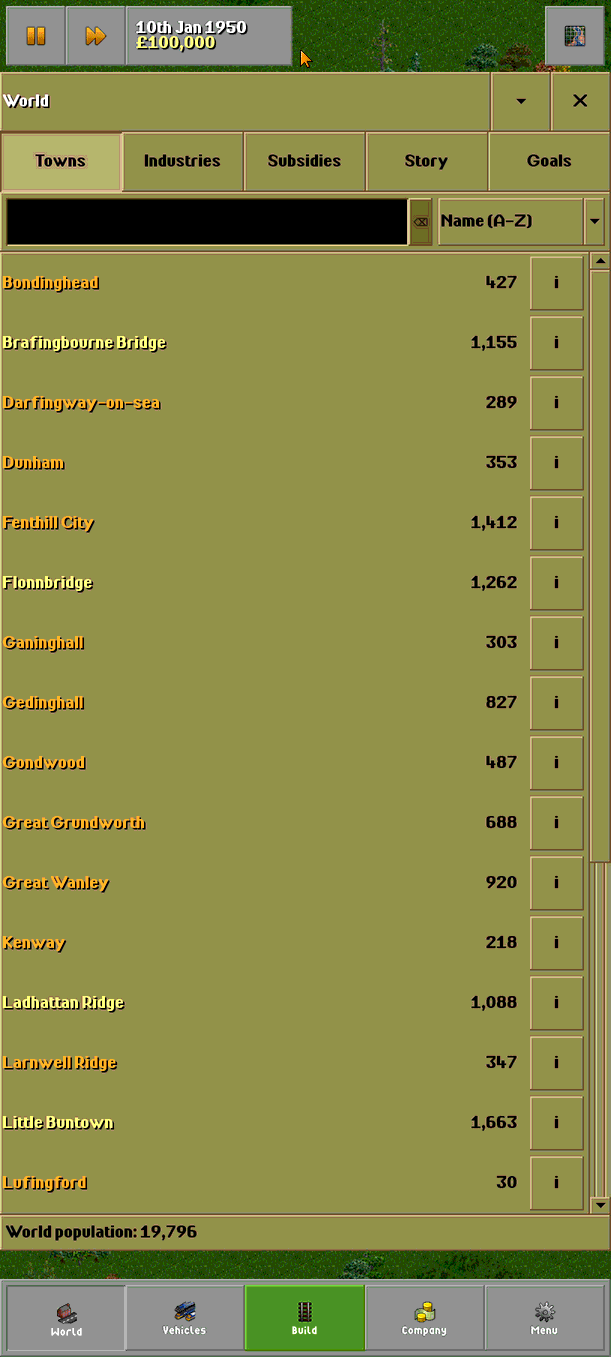 10th Jan 1950
£100,000
World
Towns Industries Subsidies Story Goals
Name (A-Z)
Bondinghead 427 i
Brafingbourne Bridge 1,155 i
Darfingway-on-sea 289 i
Dunham 353 i
Fenthill City 1,412 i
Flonnbridge 1,262 i
Ganinghall 303 i
Gedinghall 827 i
Gondwood 487 i
Great Grundworth 688 i
Great Wanley 920 i
Kenway 218 i
Ladhattan Ridge 1,088 i
Larnwell Ridge 347 i
Little Buntown 1,663 i
Lufingford 30 i
World population: 19,796
World Vehicles Build Company Menu